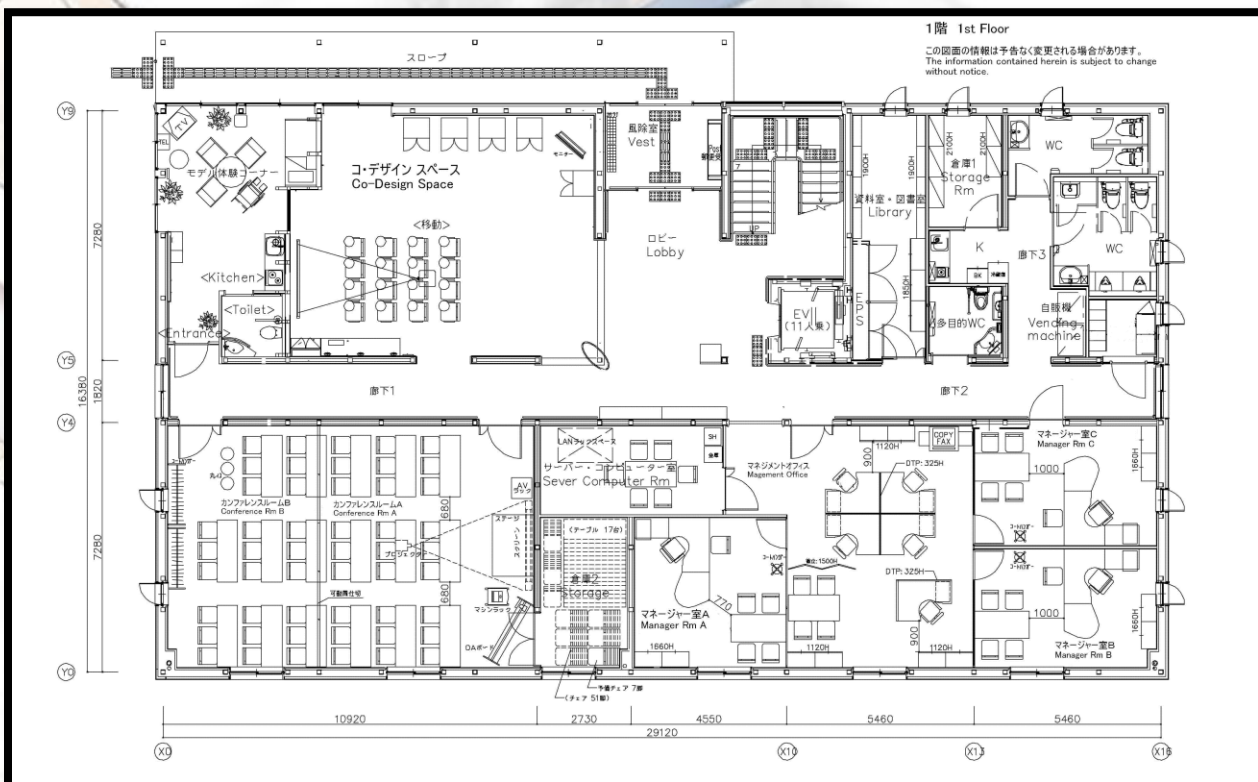 1階 1st Floor
この図面の情報は予告なく変更される場合があります。
The information contained herein is subject to change
without notice.
スロープ
Y9
TV
TEL
モデル体験コーナー
コ・デザイン スペース
Co-Design Space
モニター
風除室
Vest
Post
7
UP
1900H
1900H
資料室・図書室
Library
1850H
2100H
2100H
倉庫1
Storage
Rm
WC
WC
<移動>
ロビー
Lobby
K
廊下3
<Kitchen>
<Toilet>
<Entrance>
EV
(11人乗)
EPS
多目的WC
自販機
Vending
machine
7280
Y5
16380
1820
Y4
廊下1
廊下2
LANラックスペース
SH
サーバー・コンピューター室
Sever Computer Rm
マネジメントオフィス
Magement Office
1120H
900
COPY
FAX
DTP:325H
マネージャー室C
Manager Rm C
1000
1660H
カンファレンスルームB
Conference Rm B
カンファレンスルームA
Conference Rm A
680
AV
ラック
ステージ
スクリーン
プロジェクター
可動間仕切
680
マシンラック
OAボード
(テーブル 17台)
倉庫2
Storage
マネージャー室A
Manager Rm A
770
1660H
1500H
DTP:325H
900
1120H
1120H
1000
1660H
マネージャー室B
Manager Rm B
7280
Y0
予備チェア 7脚
(チェア 51脚)
10920
2730
4550
5460
5460
29120
X0
X10
X13
X16